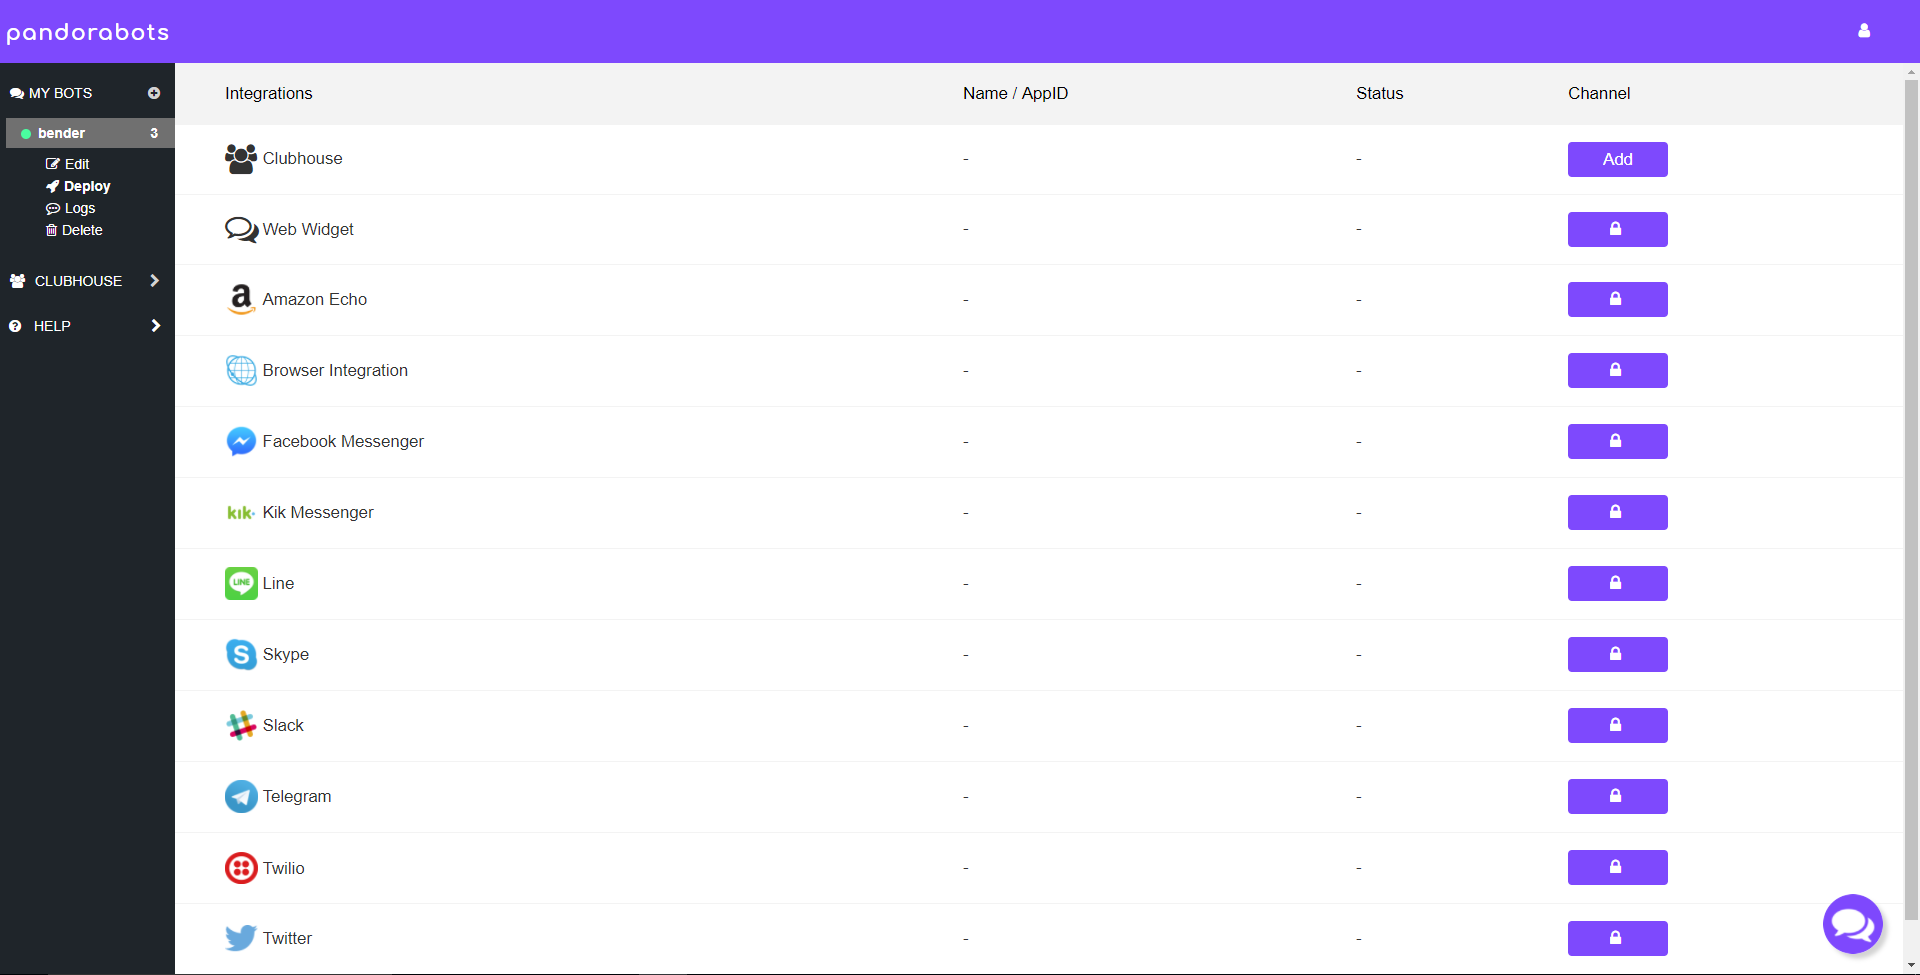 pandorabots
MY BOTS
bender 3
Edit
Deploy
Logs
Delete
CLUBHOUSE
HELP
Integrations Name / AppID Status Channel
Clubhouse - - Add
Web Widget - -
a Amazon Echo - -
Browser Integration - -
Facebook Messenger - -
kik Kik Messenger - -
LINE Line - -
S Skype - -
Slack - -
Telegram - -
Twilio - -
Twitter - -